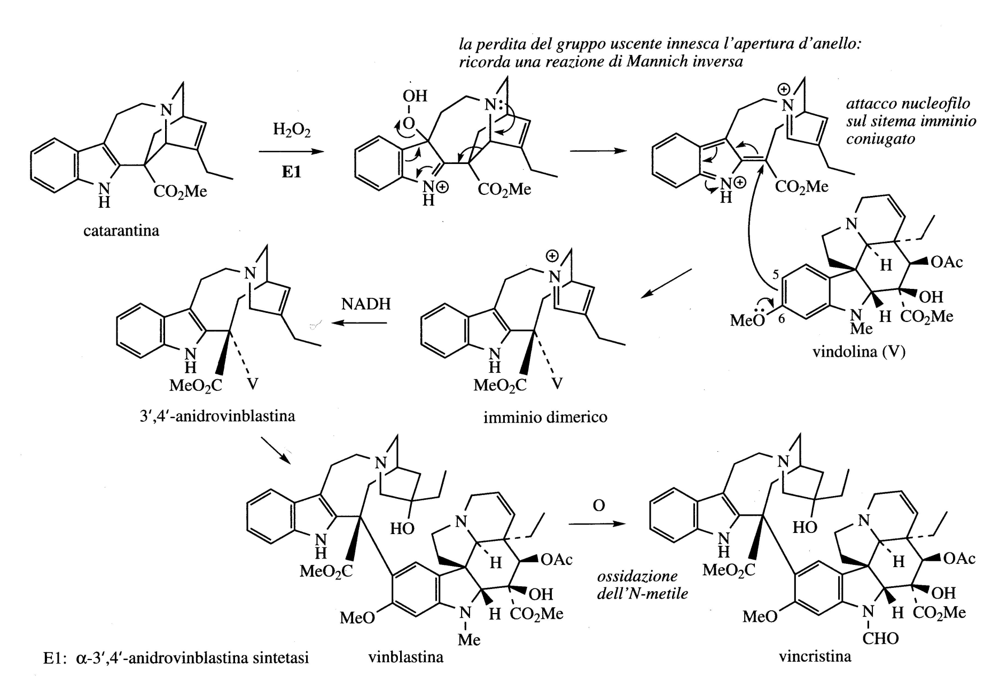 la perdita del gruppo uscente innesca l'apertura d'anello:
ricorda una reazione di Mannich inversa
N
N
H
CO₂Me
catarantina
H₂O₂
E1
OH
O
N:
N⊕
H
CO₂Me
⊕
N
N⊕
H
CO₂Me
attacco nucleofilo
sul sitema imminio
coniugato
N
H
OAc
5
OH
MeO
6
N
Me
H
CO₂Me
vindolina (V)
N
N
H
MeO₂C
V
3′,4′-anidrovinblastina
NADH
⊕
N
N
H
MeO₂C
V
imminio dimerico
N
HO
N
H
MeO₂C
N
H
OAc
OH
MeO
N
H
CO₂Me
Me
vinblastina
O
ossidazione
dell'N-metile
N
HO
N
H
MeO₂C
N
H
OAc
OH
MeO
N
H
CO₂Me
CHO
vincristina
E1: α-3′,4′-anidrovinblastina sintetasi